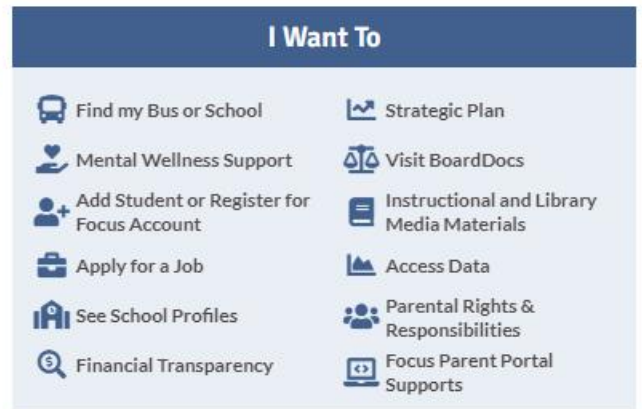 I Want To
Find my Bus or School
Mental Wellness Support
Add Student or Register for
Focus Account
Apply for a Job
See School Profiles
Financial Transparency
Strategic Plan
Visit BoardDocs
Instructional and Library
Media Materials
Access Data
Parental Rights &
Responsibilities
Focus Parent Portal
Supports